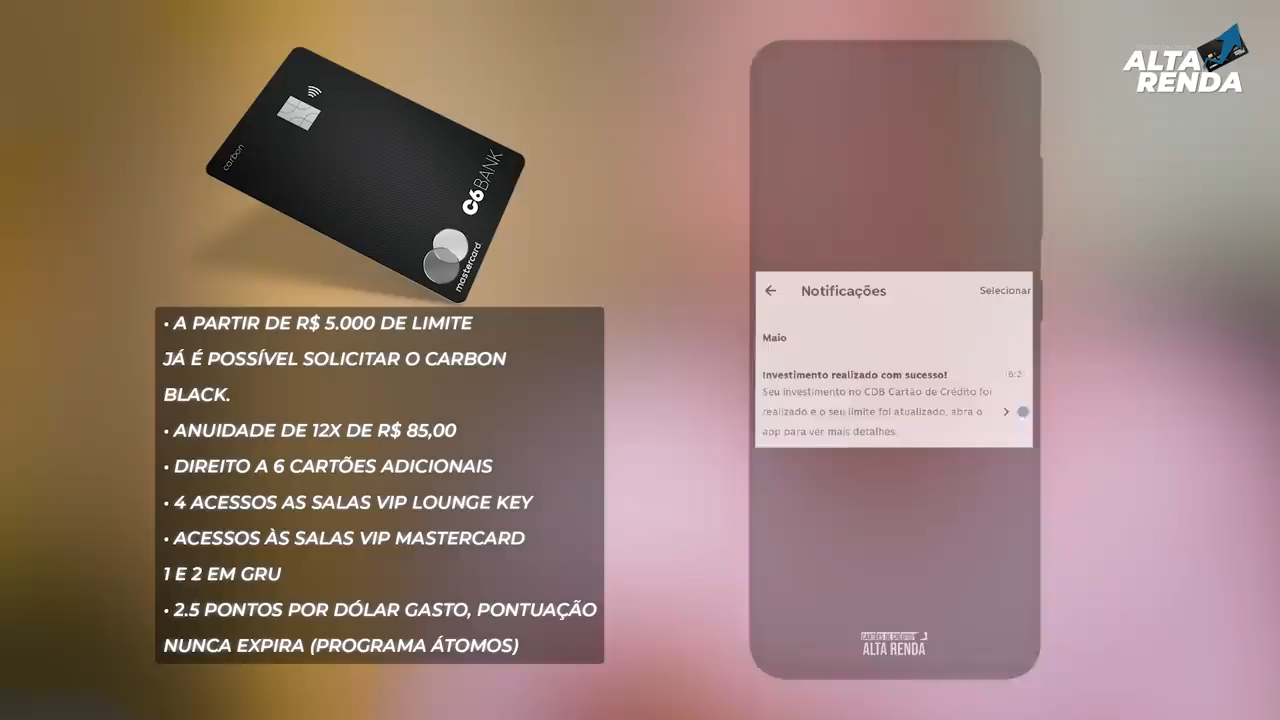 ALTA
RENDA
carbon
C6BANK
mastercard
• A PARTIR DE R$ 5.000 DE LIMITE
JÁ É POSSÍVEL SOLICITAR O CARBON
BLACK.
• ANUIDADE DE 12X DE R$ 85,00
• DIREITO A 6 CARTÕES ADICIONAIS
• 4 ACESSOS AS SALAS VIP LOUNGE KEY
• ACESSOS ÀS SALAS VIP MASTERCARD
1 E 2 EM GRU
• 2.5 PONTOS POR DÓLAR GASTO, PONTUAÇÃO
NUNCA EXPIRA (PROGRAMA ÁTOMOS)
Notificações Selecionar
Maio
Investimento realizado com sucesso!
Seu investimento no CDB Cartão de Crédito foi
realizado e o seu limite foi atualizado, abra o
app para ver mais detalhes.
CARTÕES DE CRÉDITO
ALTA RENDA